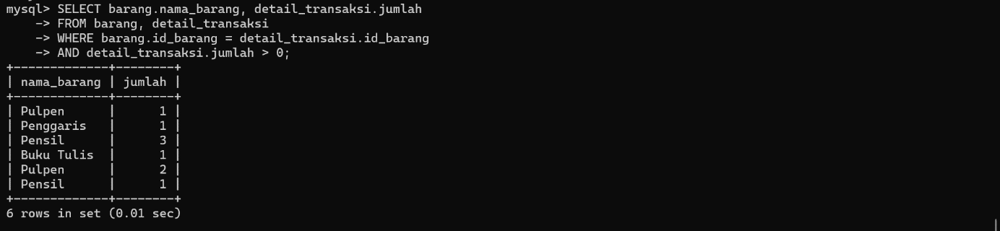 mysql> SELECT barang.nama_barang, detail_transaksi.jumlah
    -> FROM barang, detail_transaksi
    -> WHERE barang.id_barang = detail_transaksi.id_barang
    -> AND detail_transaksi.jumlah > 0;
+-------------+--------+
| nama_barang | jumlah |
+-------------+--------+
| Pulpen      |      1 |
| Penggaris   |      1 |
| Pensil      |      3 |
| Buku Tulis  |      1 |
| Pulpen      |      2 |
| Pensil      |      1 |
+-------------+--------+
6 rows in set (0.01 sec)